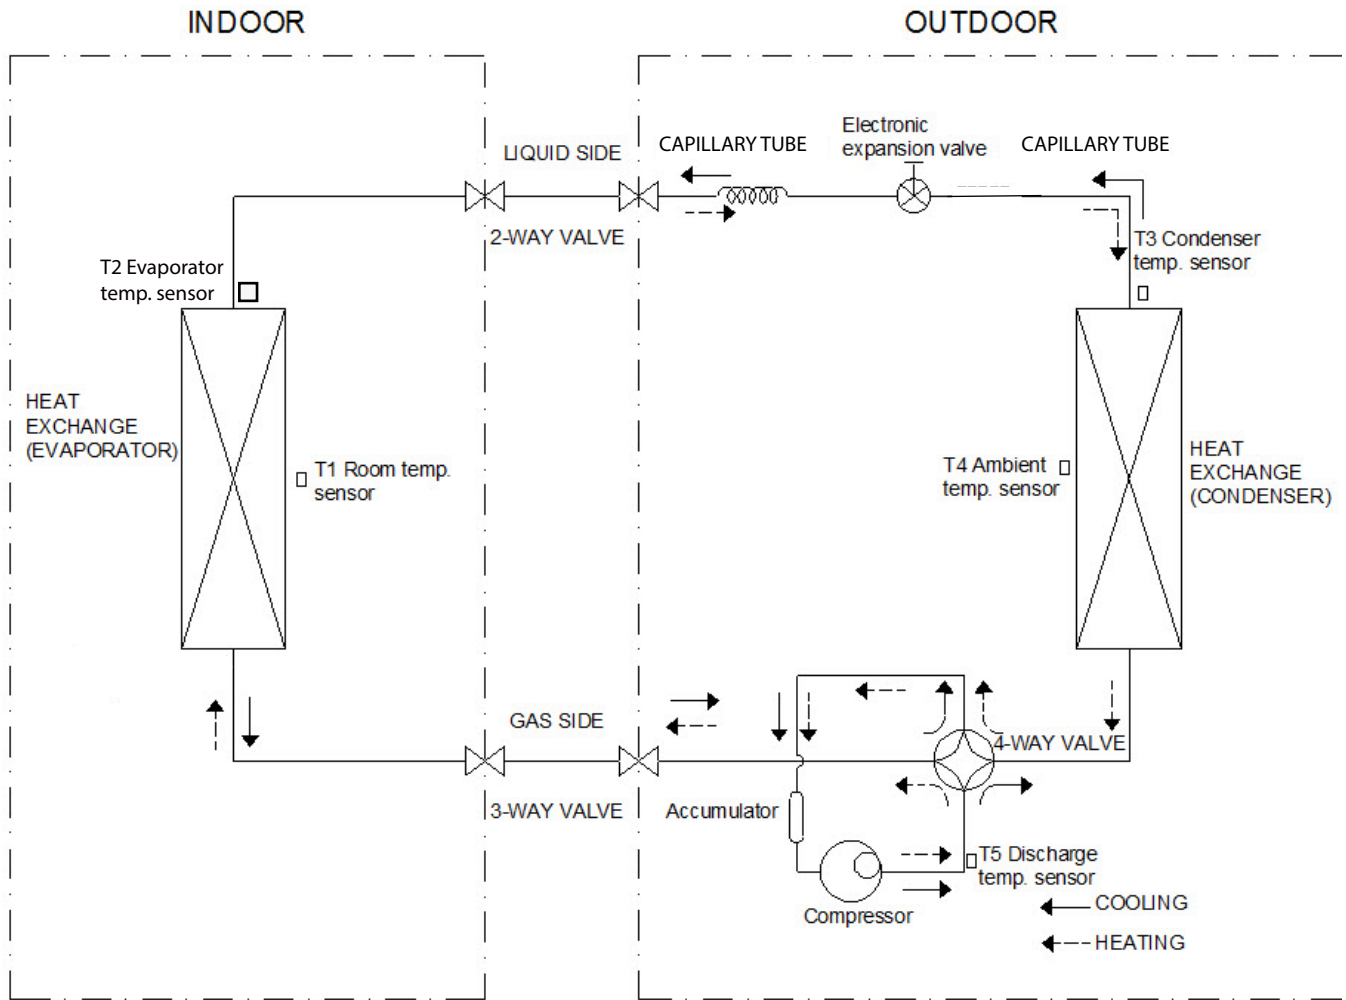 INDOOR
OUTDOOR
LIQUID SIDE
CAPILLARY TUBE
Electronic
expansion valve
CAPILLARY TUBE
2-WAY VALVE
T2 Evaporator
temp. sensor
T3 Condenser
temp. sensor
HEAT
EXCHANGE
(EVAPORATOR)
T1 Room temp.
sensor
T4 Ambient
temp. sensor
HEAT
EXCHANGE
(CONDENSER)
GAS SIDE
4-WAY VALVE
3-WAY VALVE
Accumulator
T5 Discharge
temp. sensor
Compressor
COOLING
HEATING